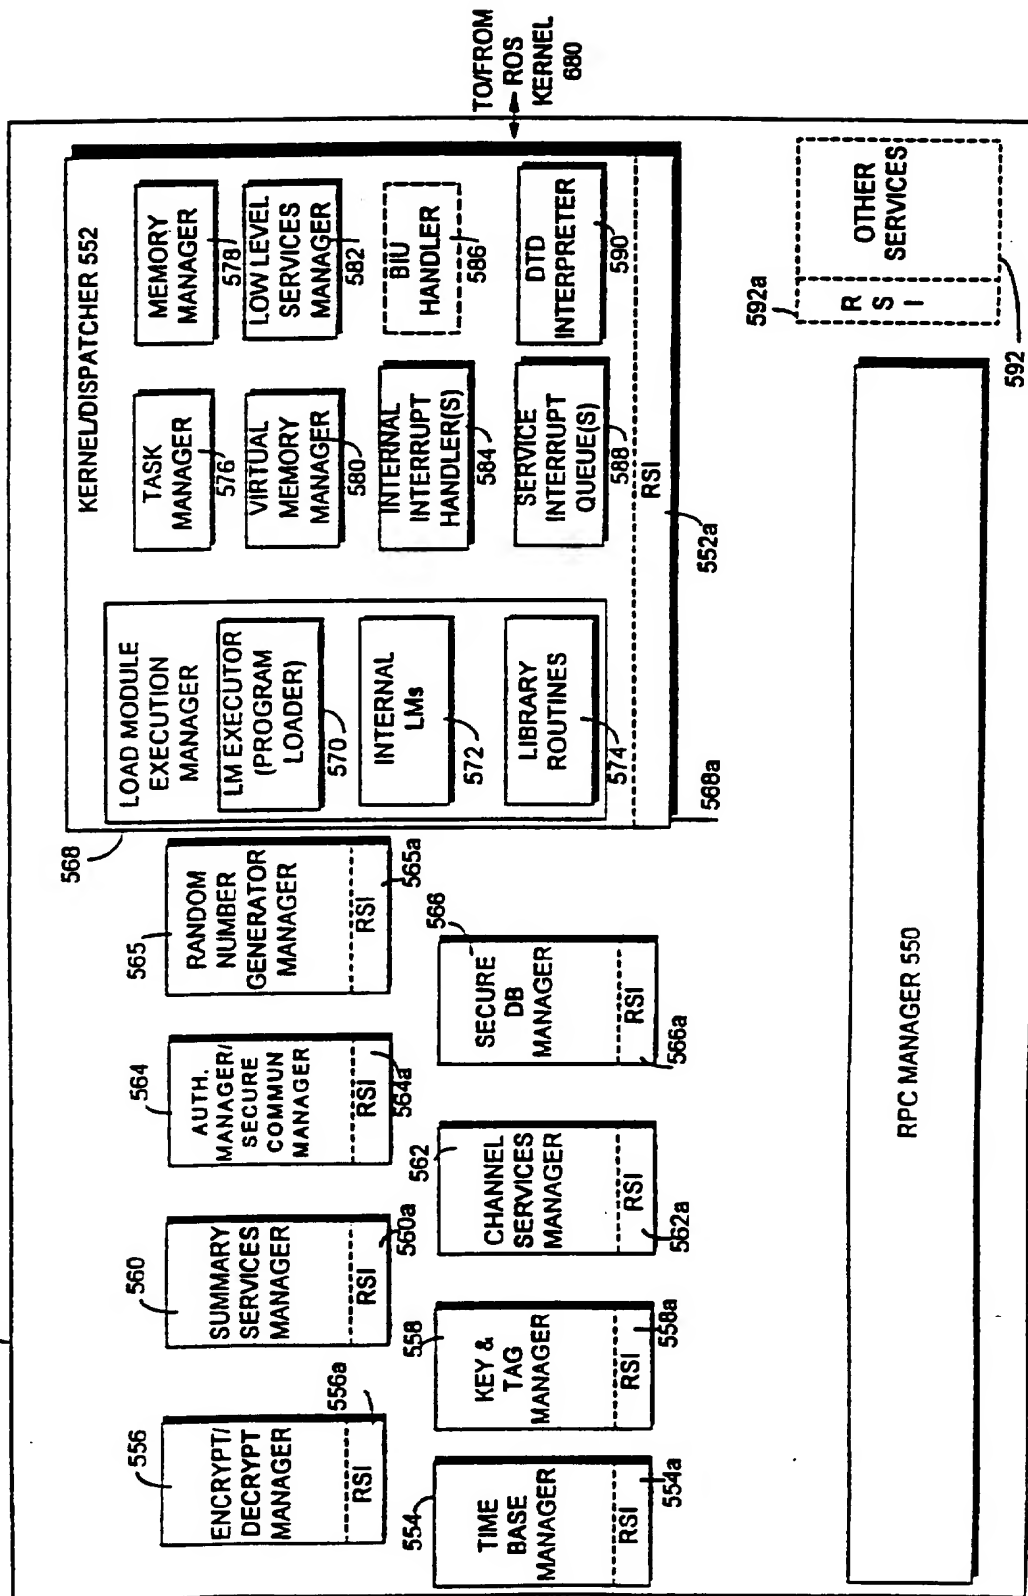 KERNEL/DISPATCHER 552
TO/FROM
ROS
KERNEL
680
568
LOAD MODULE
EXECUTION
MANAGER
LM EXECUTOR
(PROGRAM
LOADER)
570
INTERNAL
LMs
572
LIBRARY
ROUTINES
574
568a
TASK
MANAGER
576
MEMORY
MANAGER
578
VIRTUAL
MEMORY
MANAGER
580
LOW LEVEL
SERVICES
MANAGER
582
INTERNAL
INTERRUPT
HANDLER(S)
584
BIU
HANDLER
586
SERVICE
INTERRUPT
QUEUE(S)
588
DTD
INTERPRETER
590
RSI
552a
556
ENCRYPT/
DECRYPT
MANAGER
RSI
556a
560
SUMMARY
SERVICES
MANAGER
RSI
560a
564
AUTH.
MANAGER/
SECURE
COMMUN
MANAGER
RSI
564a
565
RANDOM
NUMBER
GENERATOR
MANAGER
RSI
565a
554
TIME
BASE
MANAGER
RSI
554a
558
KEY &
TAG
MANAGER
RSI
558a
562
CHANNEL
SERVICES
MANAGER
RSI
562a
566
SECURE
DB
MANAGER
RSI
566a
592a
R
S
I
OTHER
SERVICES
592
RPC MANAGER 550